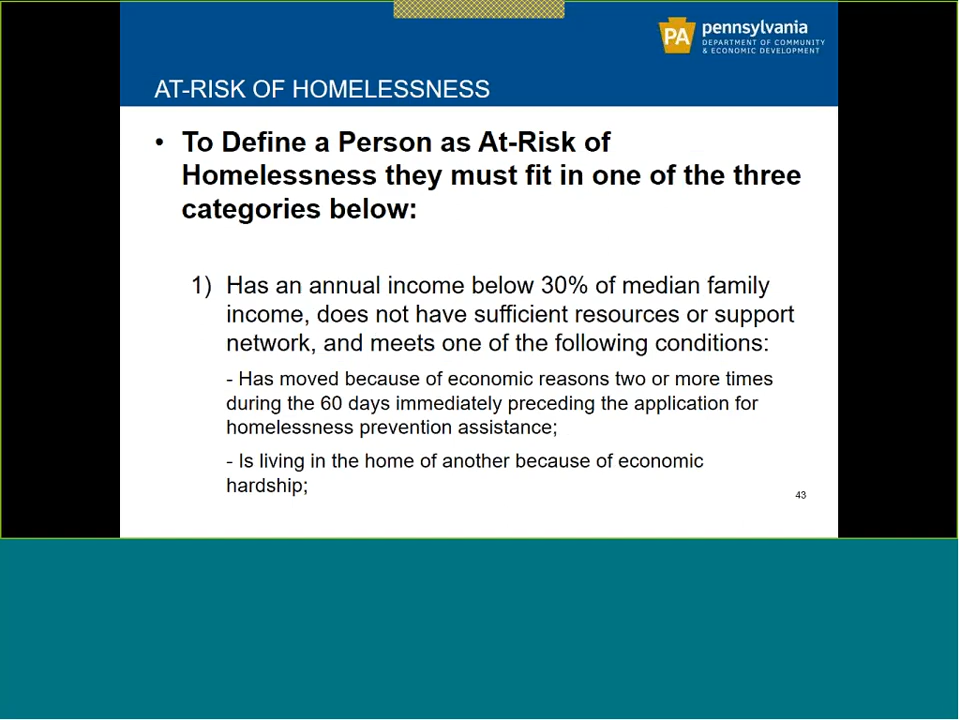 PA
pennsylvania
DEPARTMENT OF COMMUNITY
& ECONOMIC DEVELOPMENT
AT-RISK OF HOMELESSNESS
• To Define a Person as At-Risk of
Homelessness they must fit in one of the three
categories below:
1) Has an annual income below 30% of median family
income, does not have sufficient resources or support
network, and meets one of the following conditions:
- Has moved because of economic reasons two or more times
during the 60 days immediately preceding the application for
homelessness prevention assistance;
- Is living in the home of another because of economic
hardship;
43